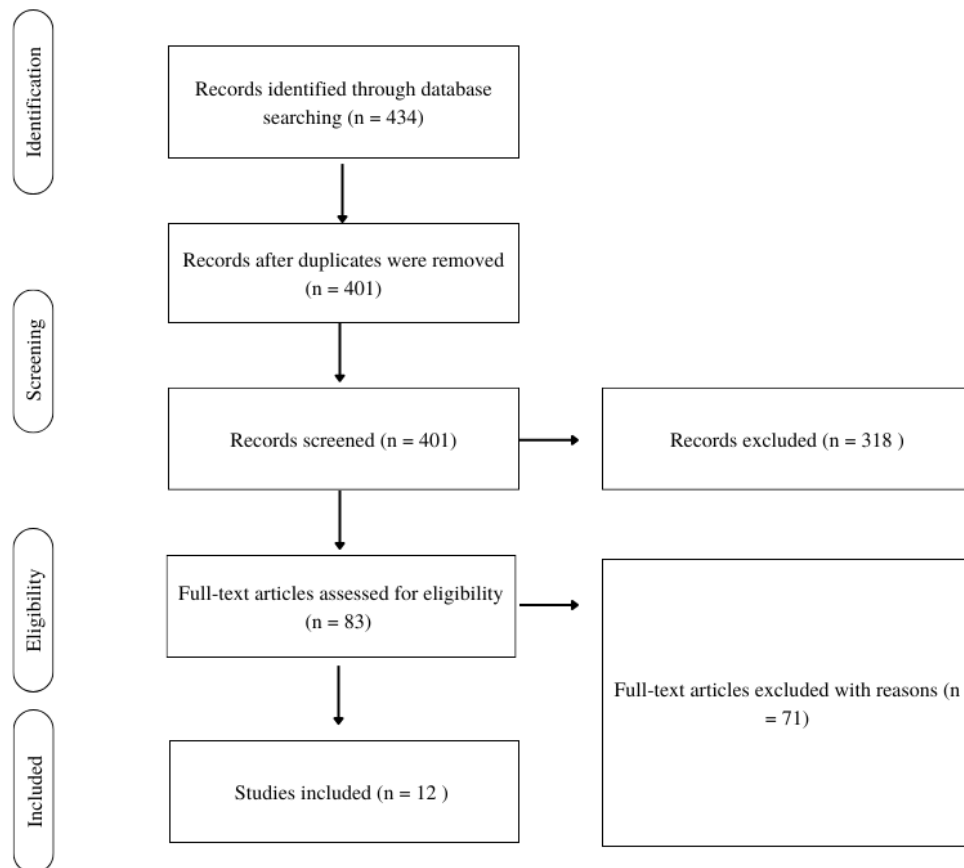 Identification
Records identified through database
searching (n = 434)
Records after duplicates were removed
(n = 401)
Screening
Records screened (n = 401)
Records excluded (n = 318 )
Eligibility
Full-text articles assessed for eligibility
(n = 83)
Full-text articles excluded with reasons (n
= 71)
Included
Studies included (n = 12 )